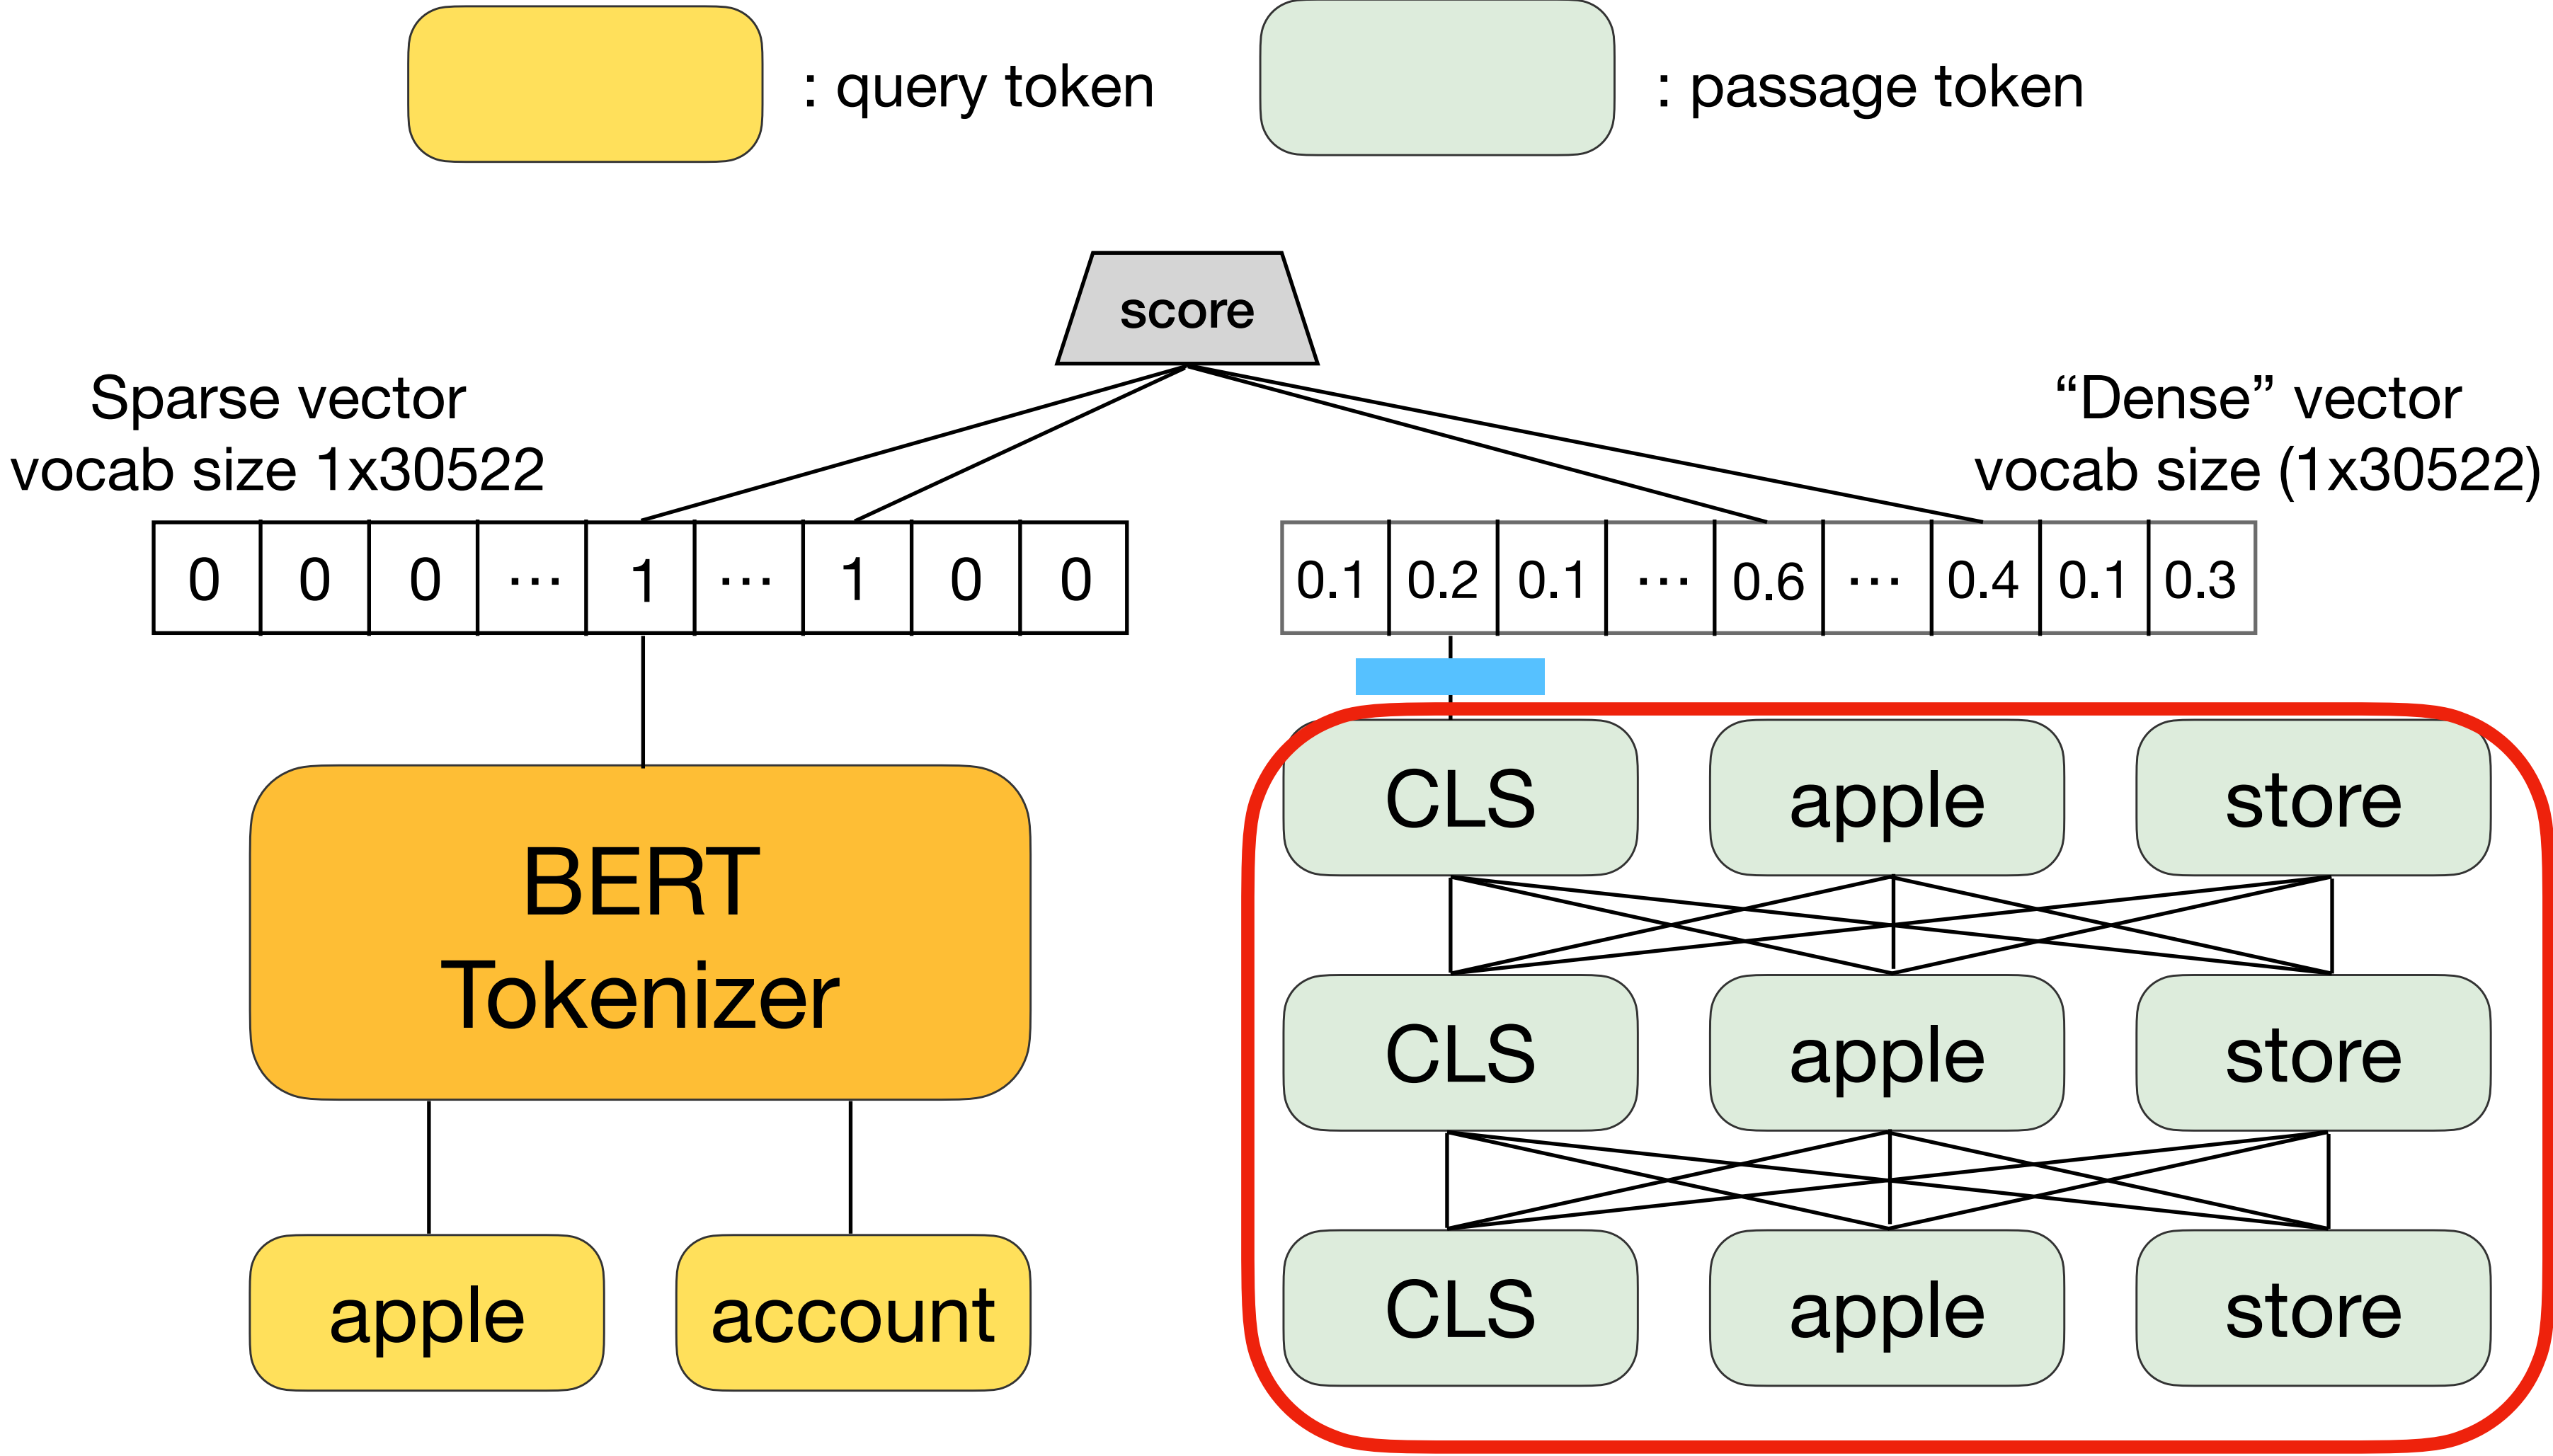 : query token
: passage token
score
Sparse vector
vocab size 1x30522
“Dense” vector
vocab size (1x30522)
0 0 0 ... 1 ... 1 0 0
0.1 0.2 0.1 ... 0.6 ... 0.4 0.1 0.3
BERT
Tokenizer
apple account
CLS apple store
CLS apple store
CLS apple store